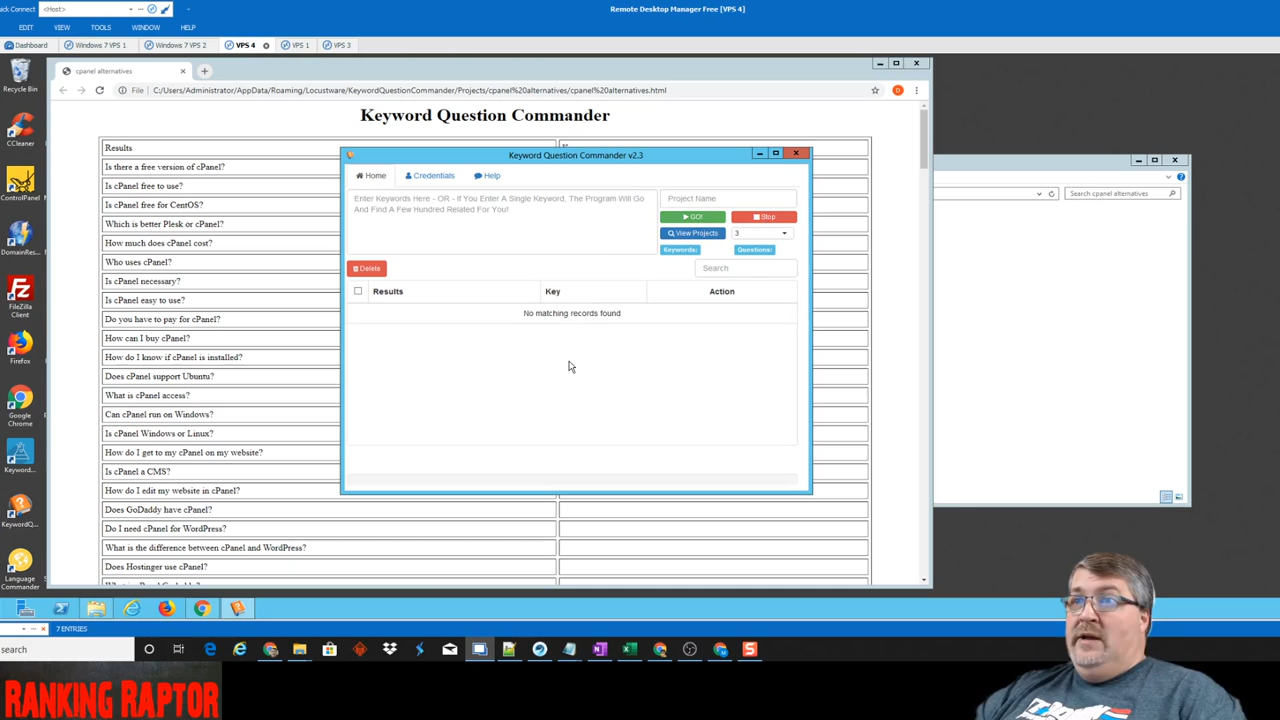 ack Connect <Host>
Remote Desktop Manager Free [VPS 4]
EDIT VIEW TOOLS WINDOW HELP
Dashboard Windows 7 VPS 1 Windows 7 VPS 2 VPS 4 VPS 1 VPS 3
cpanel alternatives
File C:/Users/Administrator/AppData/Roaming/Locustware/KeywordQuestionCommander/Projects/cpanel%20alternatives/cpanel%20alternatives.html
Recycle Bin
CCleaner
ControlPanel
DomainRes...
FileZilla
Client
Firefox
Google
Chrome
Keyword...
KeywordQ...
Language
Commander
Keyword Question Commander
Results
Is there a free version of cPanel?
Is cPanel free to use?
Is cPanel free for CentOS?
Which is better Plesk or cPanel?
How much does cPanel cost?
Who uses cPanel?
Is cPanel necessary?
Is cPanel easy to use?
Do you have to pay for cPanel?
How can I buy cPanel?
How do I know if cPanel is installed?
Does cPanel support Ubuntu?
What is cPanel access?
Can cPanel run on Windows?
Is cPanel Windows or Linux?
How do I get to my cPanel on my website?
Is cPanel a CMS?
How do I edit my website in cPanel?
Does GoDaddy have cPanel?
Do I need cPanel for WordPress?
What is the difference between cPanel and WordPress?
Does Hostinger use cPanel?
Keyword Question Commander v2.3
Home Credentials Help
Enter Keywords Here - OR - If You Enter A Single Keyword. The Program Will Go
And Find A Few Hundred Related For You!
Project Name
GO! Stop
View Projects 3
Keywords: Questions:
Delete Search
Results Key Action
No matching records found
Search cpanel alternatives
7 ENTRIES
search
RANKING RAPTOR